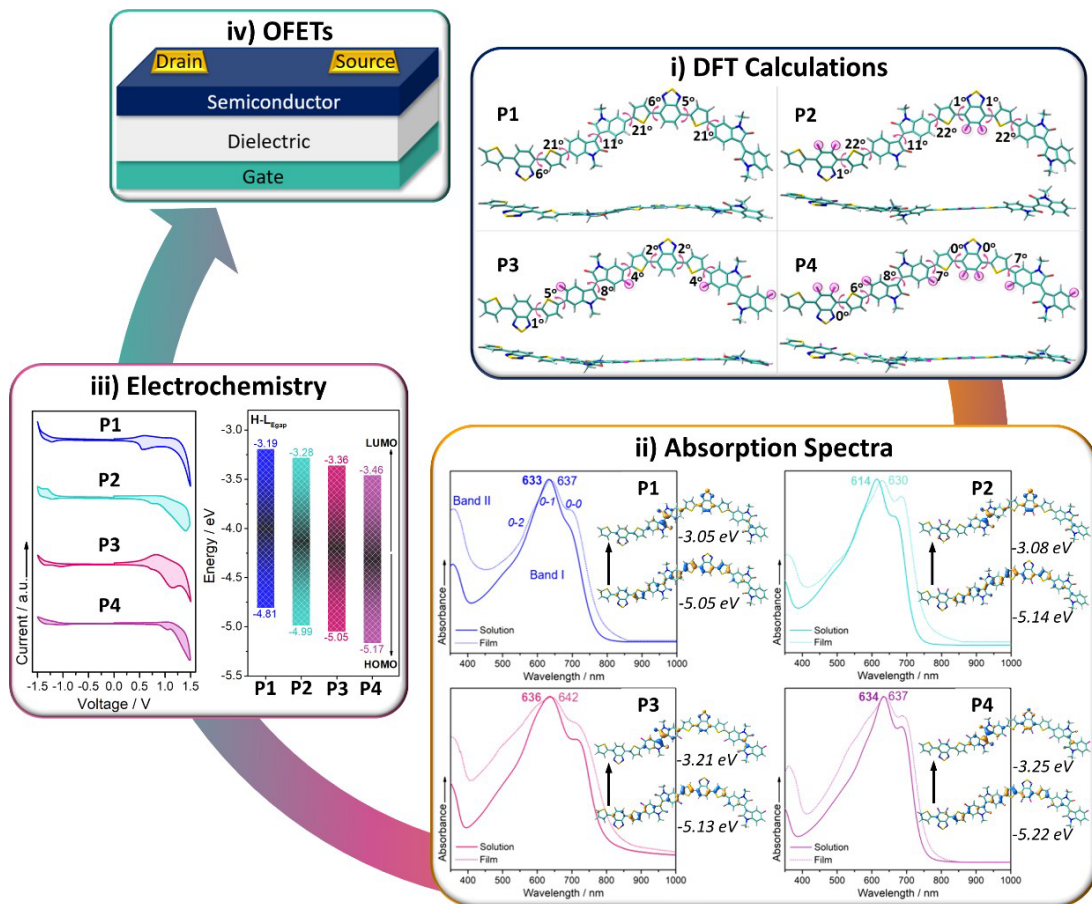 iv) OFETs
Drain
Source
Semiconductor
Dielectric
Gate
i) DFT Calculations
P1
6° 5°
21° 21°
21° 11°
6°
P2
1° 1°
22° 22°
22° 11°
1°
P3
2° 2°
4° 4°
5° 8°
1°
P4
0° 0°
8° 7° 7°
6°
0°
iii) Electrochemistry
P1
P2
P3
P4
Current / a.u.
-1.5 -1.0 -0.5 0.0 0.5 1.0 1.5
Voltage / V
H-L Egap
LUMO
-3.0
-3.5
-4.0
-4.5
-5.0
-5.5
Energy / eV
-3.19
-3.28
-3.36
-3.46
-4.81
-4.99
-5.05
-5.17
HOMO
P1 P2 P3 P4
ii) Absorption Spectra
633 637
P1
Band II
0-2
0-1
0-0
Band I
-3.05 eV
-5.05 eV
Solution
Film
Absorbance
400 500 600 700 800 900 1000
Wavelength / nm
614 630
P2
-3.08 eV
-5.14 eV
Solution
Film
Absorbance
400 500 600 700 800 900 1000
Wavelength / nm
636 642
P3
-3.21 eV
-5.13 eV
Solution
Film
Absorbance
400 500 600 700 800 900 1000
Wavelength / nm
634 637
P4
-3.25 eV
-5.22 eV
Solution
Film
Absorbance
400 500 600 700 800 900 1000
Wavelength / nm